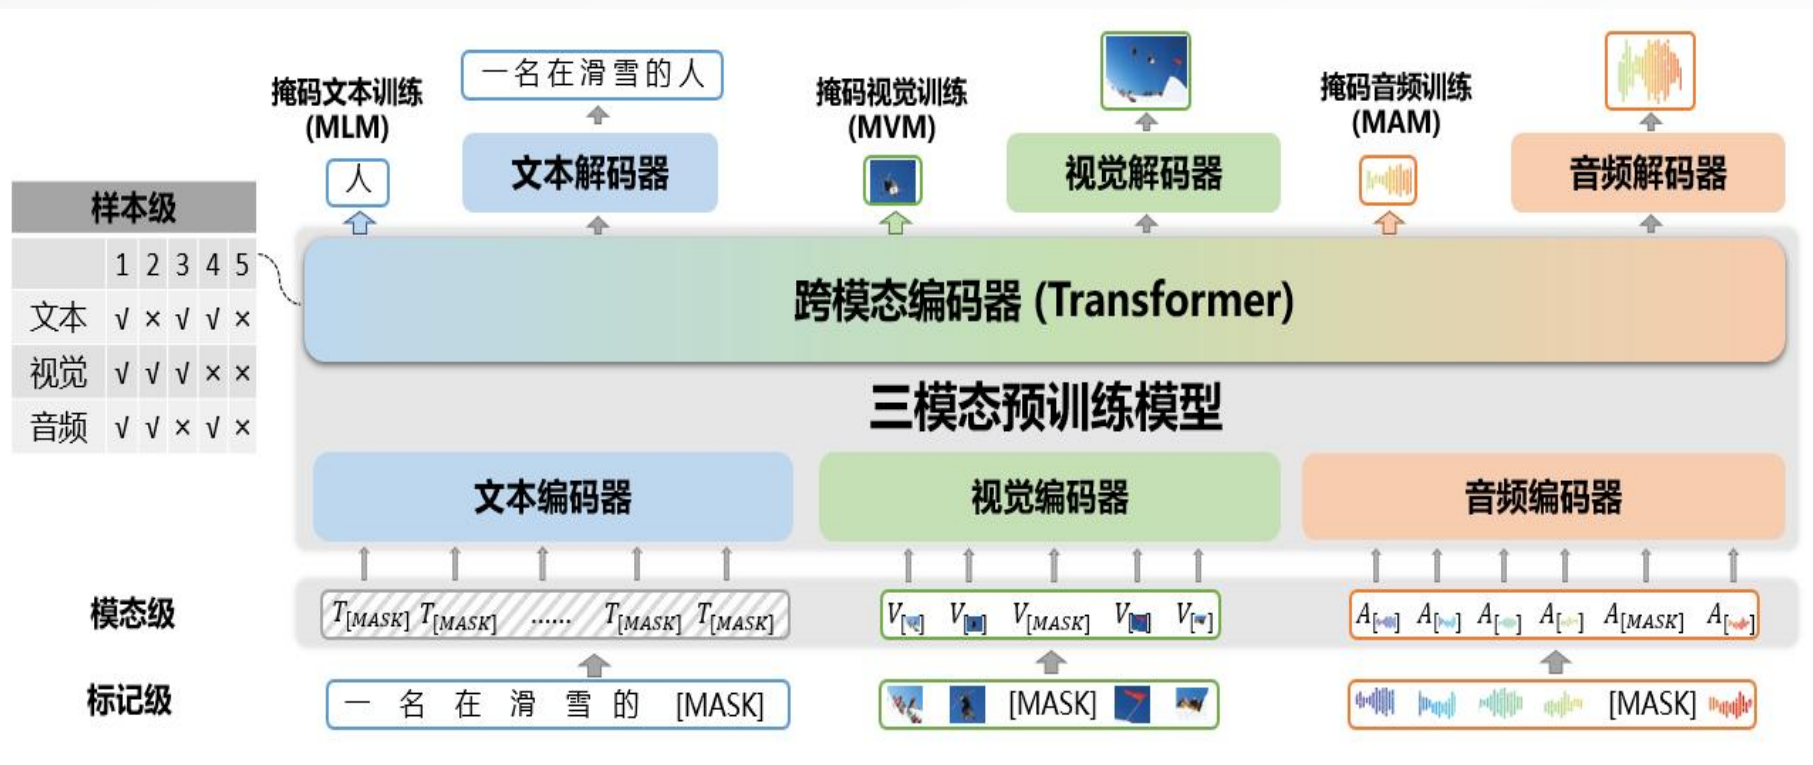 掩码文本训练
(MLM)
人
一名在滑雪的人
文本解码器
掩码视觉训练
(MVM)
视觉解码器
掩码音频训练
(MAM)
音频解码器
样本级
1 2 3 4 5
文本 √ × √ √ ×
视觉 √ √ √ × ×
音频 √ √ × √ ×
跨模态编码器 (Transformer)
三模态预训练模型
文本编码器
视觉编码器
音频编码器
模态级
T[MASK] T[MASK] ...... T[MASK] T[MASK]
V[ ] V[ ] V[MASK] V[ ] V[ ]
A[ ] A[ ] A[ ] A[ ] A[MASK] A[ ]
标记级
一 名 在 滑 雪 的 [MASK]
[MASK]
[MASK]